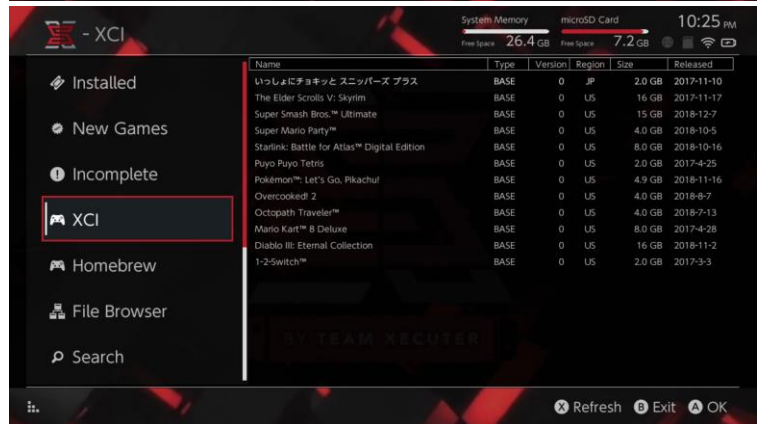 System Memory microSD Card 10:25 PM
- XCI
Free Space 26.4 GB Free Space 7.2 GB
Name Type Version Region Size Released
Installed
いっしょにチョキッと スニッパーズ プラス BASE 0 JP 2.0 GB 2017-11-10
The Elder Scrolls V: Skyrim BASE 0 US 16 GB 2017-11-17
Super Smash Bros.™ Ultimate BASE 0 US 15 GB 2018-12-7
New Games
Super Mario Party™ BASE 0 US 4.0 GB 2018-10-5
Starlink: Battle for Atlas™ Digital Edition BASE 0 US 8.0 GB 2018-10-16
Puyo Puyo Tetris BASE 0 US 2.0 GB 2017-4-25
Incomplete
Pokémon™: Let's Go, Pikachu! BASE 0 US 4.9 GB 2018-11-16
Overcooked! 2 BASE 0 US 4.0 GB 2018-8-7
Octopath Traveler™ BASE 0 US 4.0 GB 2018-7-13
XCI
Mario Kart™ 8 Deluxe BASE 0 US 8.0 GB 2017-4-28
Diablo III: Eternal Collection BASE 0 US 16 GB 2018-11-2
1-2-Switch™ BASE 0 US 2.0 GB 2017-3-3
Homebrew
File Browser
BY TEAM XECUTER
Search
X Refresh B Exit A OK